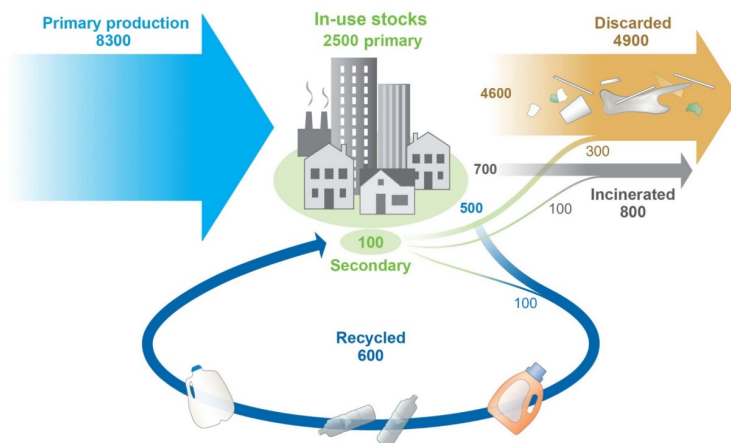 Primary production
8300
In-use stocks
2500 primary
Discarded
4900
4600
300
700
Incinerated
800
500
100
100
Secondary
100
Recycled
600